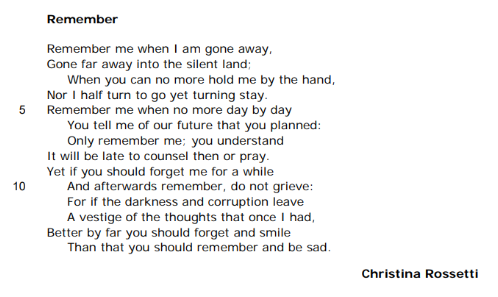 Remember
Remember me when I am gone away,
Gone far away into the silent land;
When you can no more hold me by the hand,
Nor I half turn to go yet turning stay.
5 Remember me when no more day by day
You tell me of our future that you planned:
Only remember me; you understand
It will be late to counsel then or pray.
Yet if you should forget me for a while
10 And afterwards remember, do not grieve:
For if the darkness and corruption leave
A vestige of the thoughts that once I had,
Better by far you should forget and smile
Than that you should remember and be sad.
Christina Rossetti